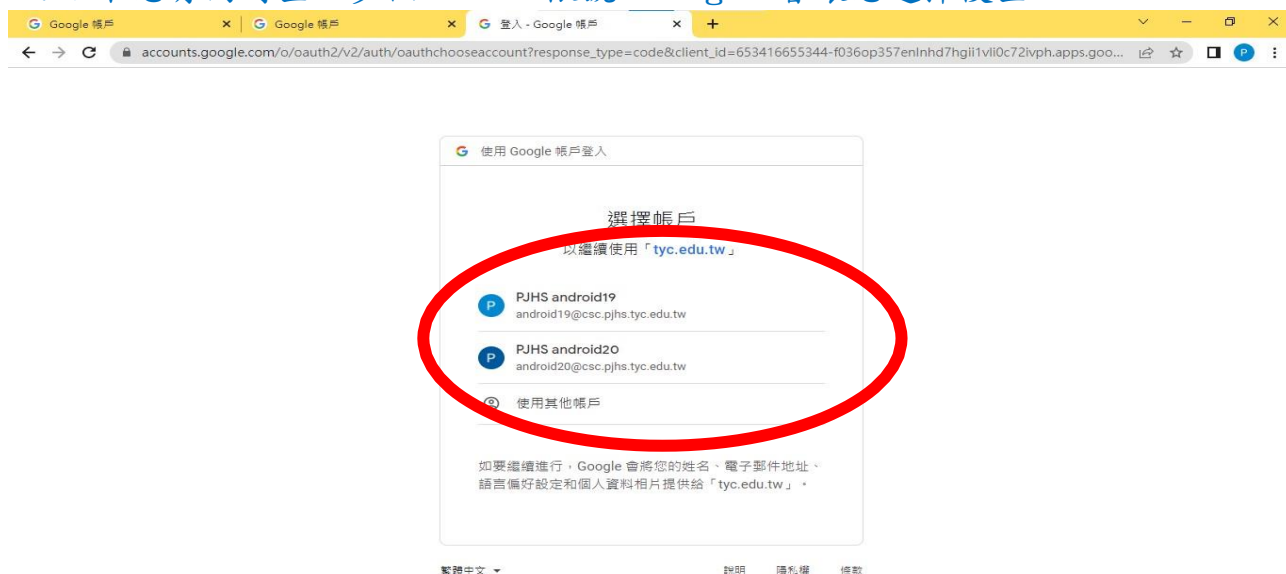 Google 帳戶
Google 帳戶
登入 - Google 帳戶
accounts.google.com/o/oauth2/v2/auth/oauthchooseaccount?response_type=code&client_id=653416655344-f036op357enlnhd7hgii1vli0c72ivph.apps.goo...
使用 Google 帳戶登入
選擇帳戶
以繼續使用「tyc.edu.tw」
P
PJHS android19
android19@csc.pjhs.tyc.edu.tw
P
PJHS android20
android20@csc.pjhs.tyc.edu.tw
使用其他帳戶
如要繼續進行，Google 會將您的姓名、電子郵件地址、
語言偏好設定和個人資料相片提供給「tyc.edu.tw」。
繁體中文
說明 隱私權 條款